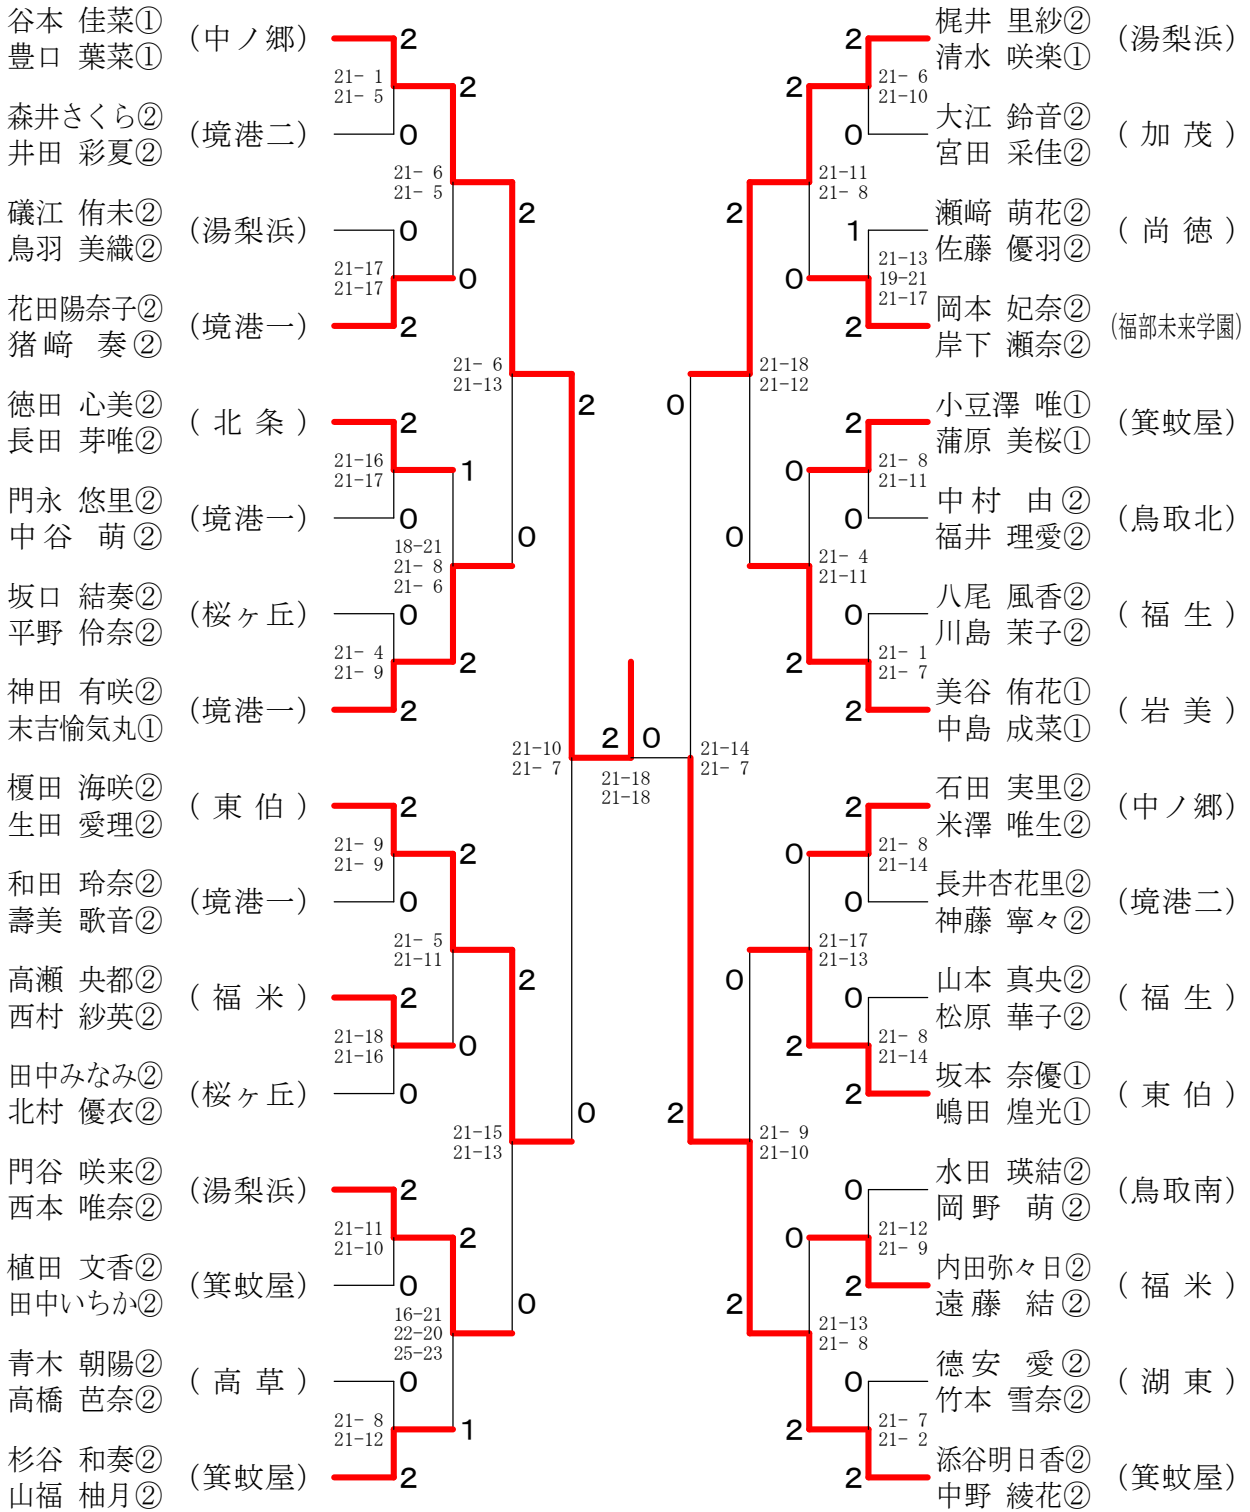 谷本 佳菜①
豊口 葉菜①
(中ノ郷)
2
21- 1
21- 5
2
森井さくら②
井田 彩夏②
(境港二)
0
21- 6
21- 5
2
礒江 侑未②
鳥羽 美織②
(湯梨浜)
0
21-17
21-17
0
花田陽奈子②
猪﨑 奏②
(境港一)
2
21- 6
21-13
2
徳田 心美②
長田 芽唯②
(北条)
2
21-16
21-17
1
門永 悠里②
中谷 萌②
(境港一)
0
18-21
21- 8
21- 6
0
坂口 結奏②
平野 伶奈②
(桜ヶ丘)
0
21- 4
21- 9
2
神田 有咲②
末吉愉気丸①
(境港一)
2
21-10
21- 7
2
0
21-18
21-18
榎田 海咲②
生田 愛理②
(東伯)
2
21- 9
21- 9
2
和田 玲奈②
壽美 歌音②
(境港一)
0
21- 5
21-11
2
高瀬 央都②
西村 紗英②
(福米)
2
21-18
21-16
0
田中みなみ②
北村 優衣②
(桜ヶ丘)
0
21-15
21-13
0
門谷 咲来②
西本 唯奈②
(湯梨浜)
2
21-11
21-10
2
植田 文香②
田中いちか②
(箕蚊屋)
0
16-21
22-20
25-23
0
青木 朝陽②
高橋 芭奈②
(高草)
0
21- 8
21-12
1
杉谷 和奏②
山福 柚月②
(箕蚊屋)
2
梶井 里紗②
清水 咲楽①
(湯梨浜)
2
21- 6
21-10
2
大江 鈴音②
宮田 采佳②
(加茂)
0
21-11
21- 8
2
瀬﨑 萌花②
佐藤 優羽②
(尚徳)
1
21-13
19-21
21-17
0
岡本 妃奈②
岸下 瀬奈②
(福部未来学園)
2
21-18
21-12
0
小豆澤 唯①
蒲原 美桜①
(箕蚊屋)
2
21- 8
21-11
0
中村 由②
福井 理愛②
(鳥取北)
0
21- 4
21-11
0
八尾 風香②
川島 茉子②
(福生)
0
21- 1
21- 7
2
美谷 侑花①
中島 成菜①
(岩美)
2
21-14
21- 7
石田 実里②
米澤 唯生②
(中ノ郷)
2
21- 8
21-14
0
長井杏花里②
神藤 寧々②
(境港二)
0
21-17
21-13
0
山本 真央②
松原 華子②
(福生)
0
21- 8
21-14
2
坂本 奈優①
嶋田 煌光①
(東伯)
2
21- 9
21-10
2
水田 瑛結②
岡野 萌②
(鳥取南)
0
21-12
21- 9
0
内田弥々日②
遠藤 結②
(福米)
2
21-13
21- 8
2
德安 愛②
竹本 雪奈②
(湖東)
0
21- 7
21- 2
2
添谷明日香②
中野 綾花②
(箕蚊屋)
2